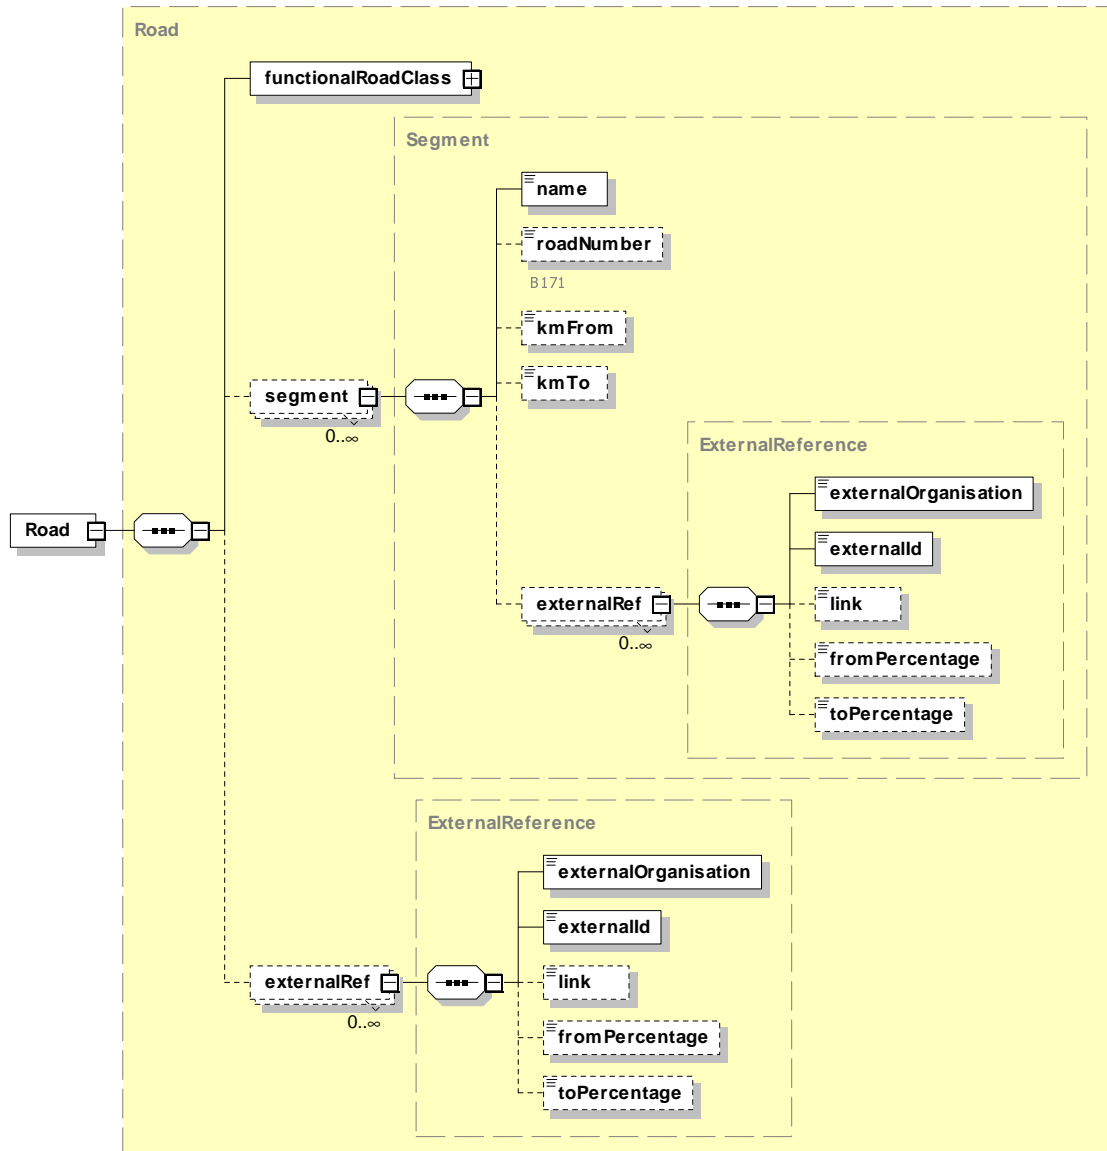 Road
functionalRoadClass
Segment
name
roadNumber
B171
kmFrom
kmTo
segment
0..∞
ExternalReference
externalOrganisation
externalId
link
fromPercentage
toPercentage
externalRef
0..∞
Road
ExternalReference
externalOrganisation
externalId
link
fromPercentage
toPercentage
externalRef
0..∞